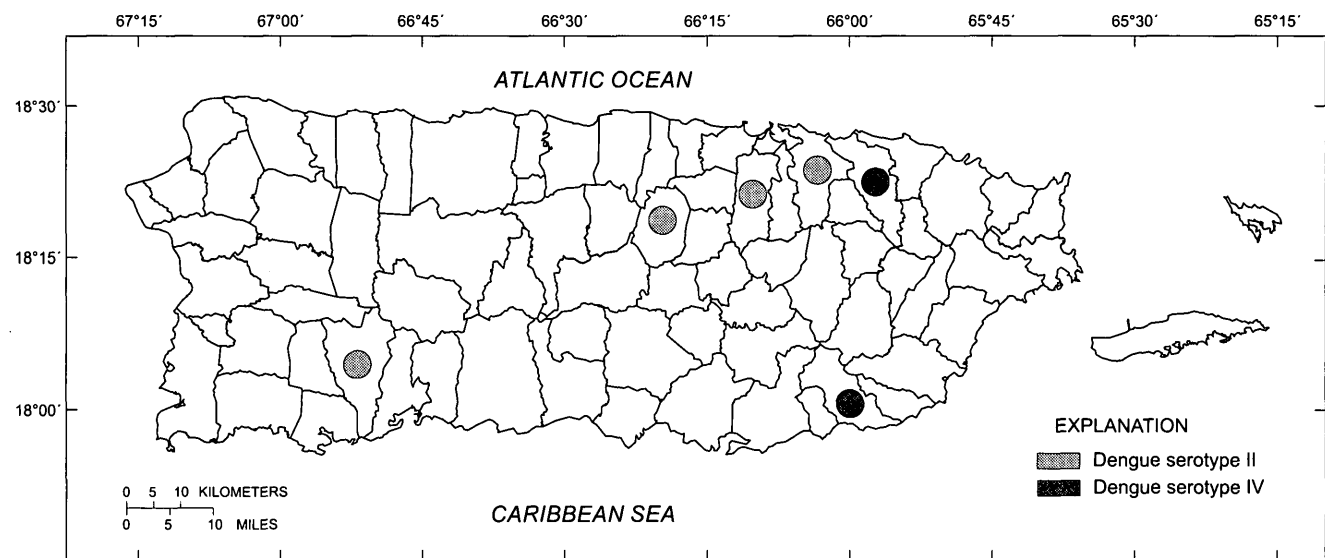 67°15´ 67°00´ 66°45´ 66°30´ 66°15´ 66°00´ 65°45´ 65°30´ 65°15´
ATLANTIC OCEAN
18°30´
18°15´
18°00´
EXPLANATION
Dengue serotype II
Dengue serotype IV
0 5 10 KILOMETERS
0 5 10 MILES
CARIBBEAN SEA